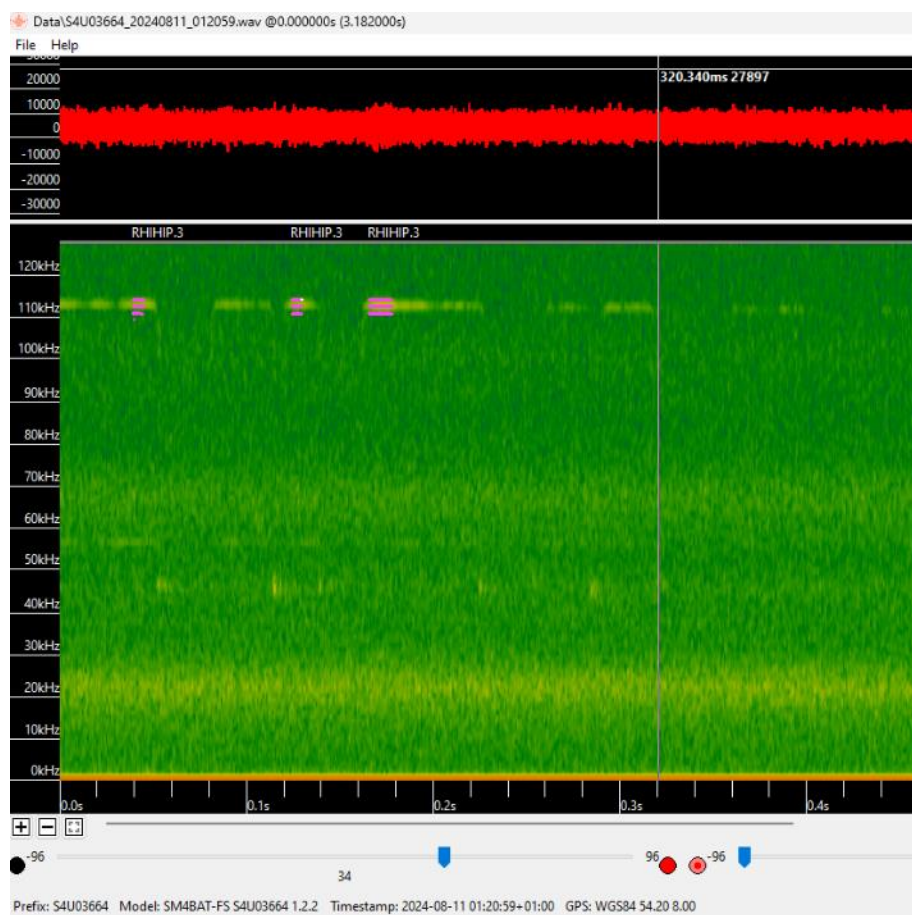 Data\S4U03664_20240811_012059.wav @0.000000s (3.182000s)
File Help
30000
20000
320.340ms 27897
10000
0
-10000
-20000
-30000
RHIHIP.3 RHIHIP.3 RHIHIP.3
120kHz
110kHz
100kHz
90kHz
80kHz
70kHz
60kHz
50kHz
40kHz
30kHz
20kHz
10kHz
0kHz
0.0s 0.1s 0.2s 0.3s 0.4s
-96 96 -96
34
Prefix: S4U03664 Model: SM4BAT-FS S4U03664 1.2.2 Timestamp: 2024-08-11 01:20:59+01:00 GPS: WGS84 54.20 8.00